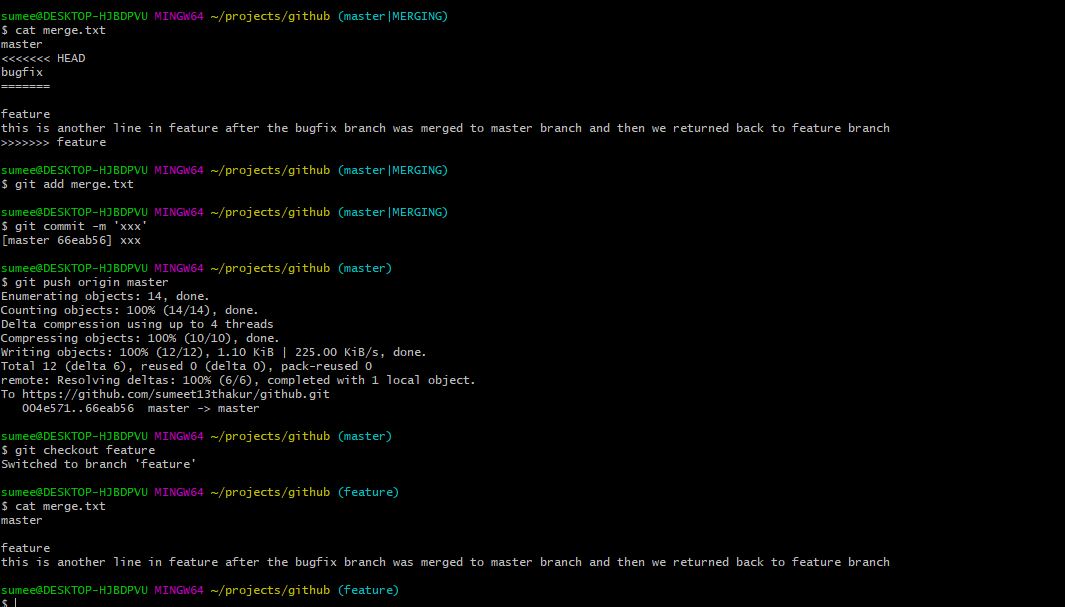 sumee@DESKTOP-HJBDPVU MINGW64 ~/projects/github (master|MERGING)
$ cat merge.txt
master
<<<<<<< HEAD
bugfix
=======
feature
this is another line in feature after the bugfix branch was merged to master branch and then we returned back to feature branch
>>>>>>> feature
sumee@DESKTOP-HJBDPVU MINGW64 ~/projects/github (master|MERGING)
$ git add merge.txt
sumee@DESKTOP-HJBDPVU MINGW64 ~/projects/github (master|MERGING)
$ git commit -m 'xxx'
[master 66eab56] xxx
sumee@DESKTOP-HJBDPVU MINGW64 ~/projects/github (master)
$ git push origin master
Enumerating objects: 14, done.
Counting objects: 100% (14/14), done.
Delta compression using up to 4 threads
Compressing objects: 100% (10/10), done.
Writing objects: 100% (12/12), 1.10 KiB | 225.00 KiB/s, done.
Total 12 (delta 6), reused 0 (delta 0), pack-reused 0
remote: Resolving deltas: 100% (6/6), completed with 1 local object.
To https://github.com/sumeet13thakur/github.git
   004e571..66eab56  master -> master
sumee@DESKTOP-HJBDPVU MINGW64 ~/projects/github (master)
$ git checkout feature
Switched to branch 'feature'
sumee@DESKTOP-HJBDPVU MINGW64 ~/projects/github (feature)
$ cat merge.txt
master
feature
this is another line in feature after the bugfix branch was merged to master branch and then we returned back to feature branch
sumee@DESKTOP-HJBDPVU MINGW64 ~/projects/github (feature)
$